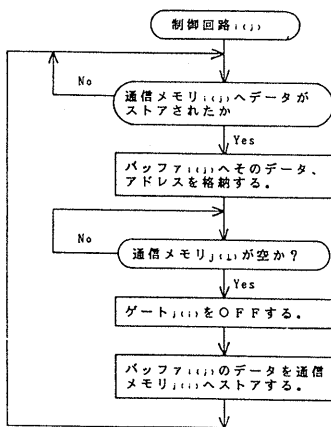 制御回路i(j)
No
通信メモリi(j)へデータが
ストアされたか
Yes
バッファi(j)へそのデータ、
アドレスを格納する。
No
通信メモリj(i)が空か？
Yes
ゲートj(i)をOFFする。
バッファi(j)のデータを通信
メモリj(i)へストアする。